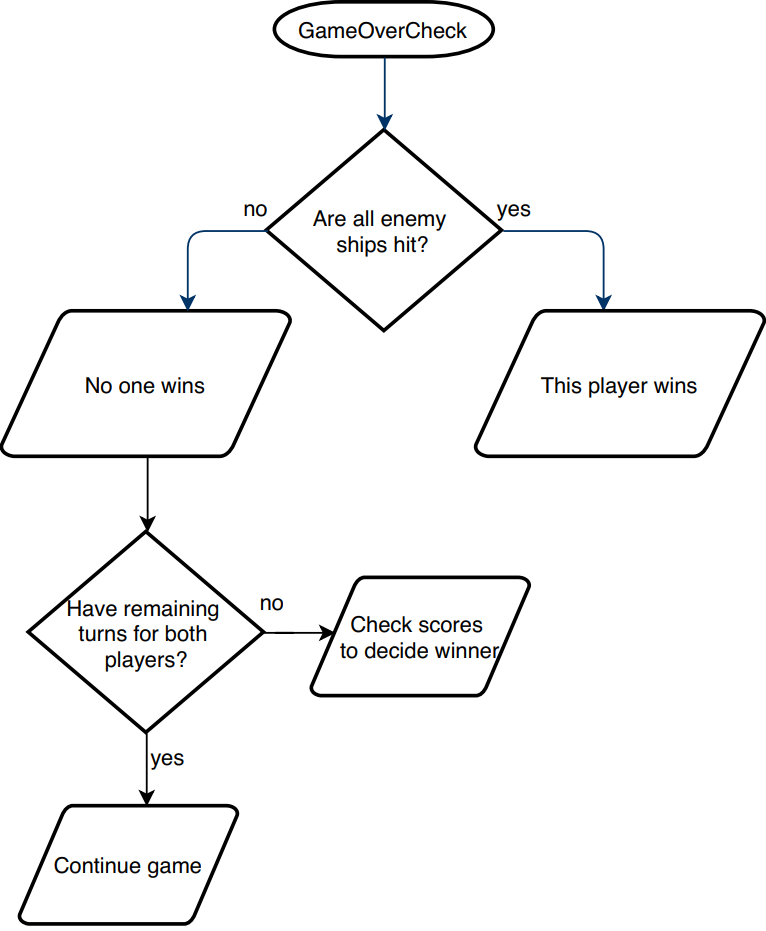 GameOverCheck
Are all enemy
ships hit?
no
yes
No one wins
This player wins
Have remaining
turns for both
players?
no
Check scores
to decide winner
yes
Continue game